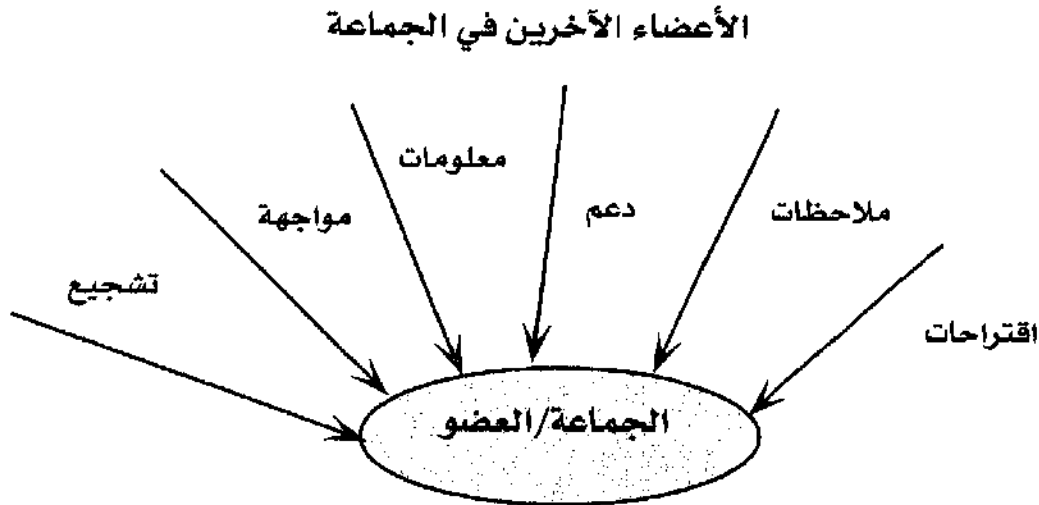 الأعضاء الآخرين في الجماعة
معلومات
ملاحظات
دعم
مواجهة
تشجيع
اقتراحات
الجماعة/العضو